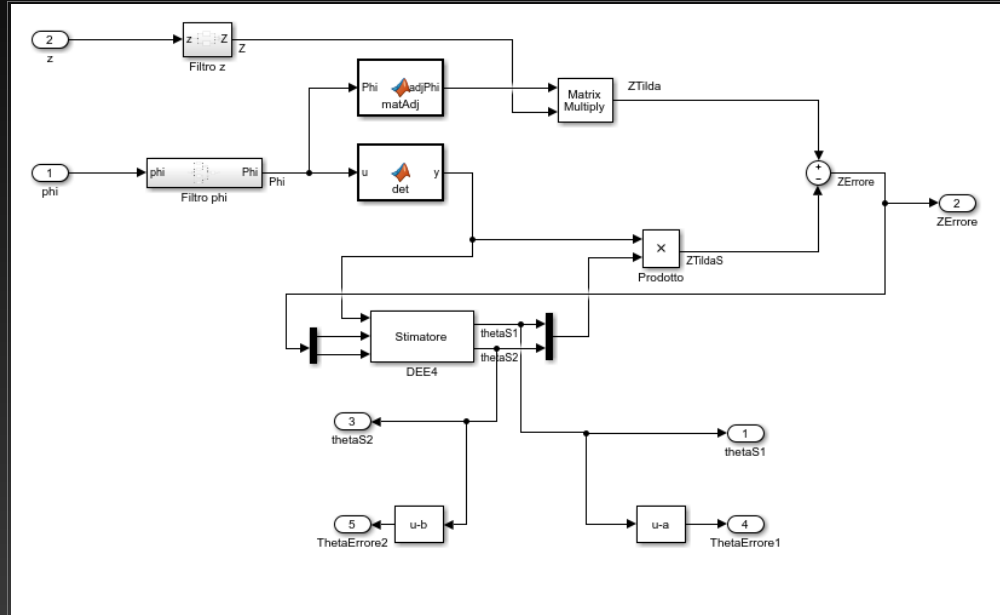 2
z
z
Z
Filtro z
Z
Phi
adjPhi
matAdj
Matrix
Multiply
ZTilda
1
phi
phi
Phi
Filtro phi
Phi
u
y
det
+
−
ZErrore
2
ZErrore
×
Prodotto
ZTildaS
Stimatore
DEE4
thetaS1
thetaS2
3
thetaS2
1
thetaS1
5
ThetaErrore2
u-b
u-a
4
ThetaErrore1